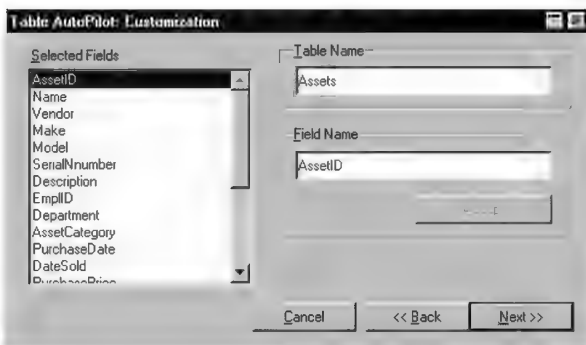 Table AutoPilot: Customization
Selected Fields
AssetID
Name
Vendor
Make
Model
SerialNnumber
Description
EmplID
Department
AssetCategory
PurchaseDate
DateSold
PurchasePrice
Table Name
Assets
Field Name
AssetID
Cancel
<< Back
Next >>